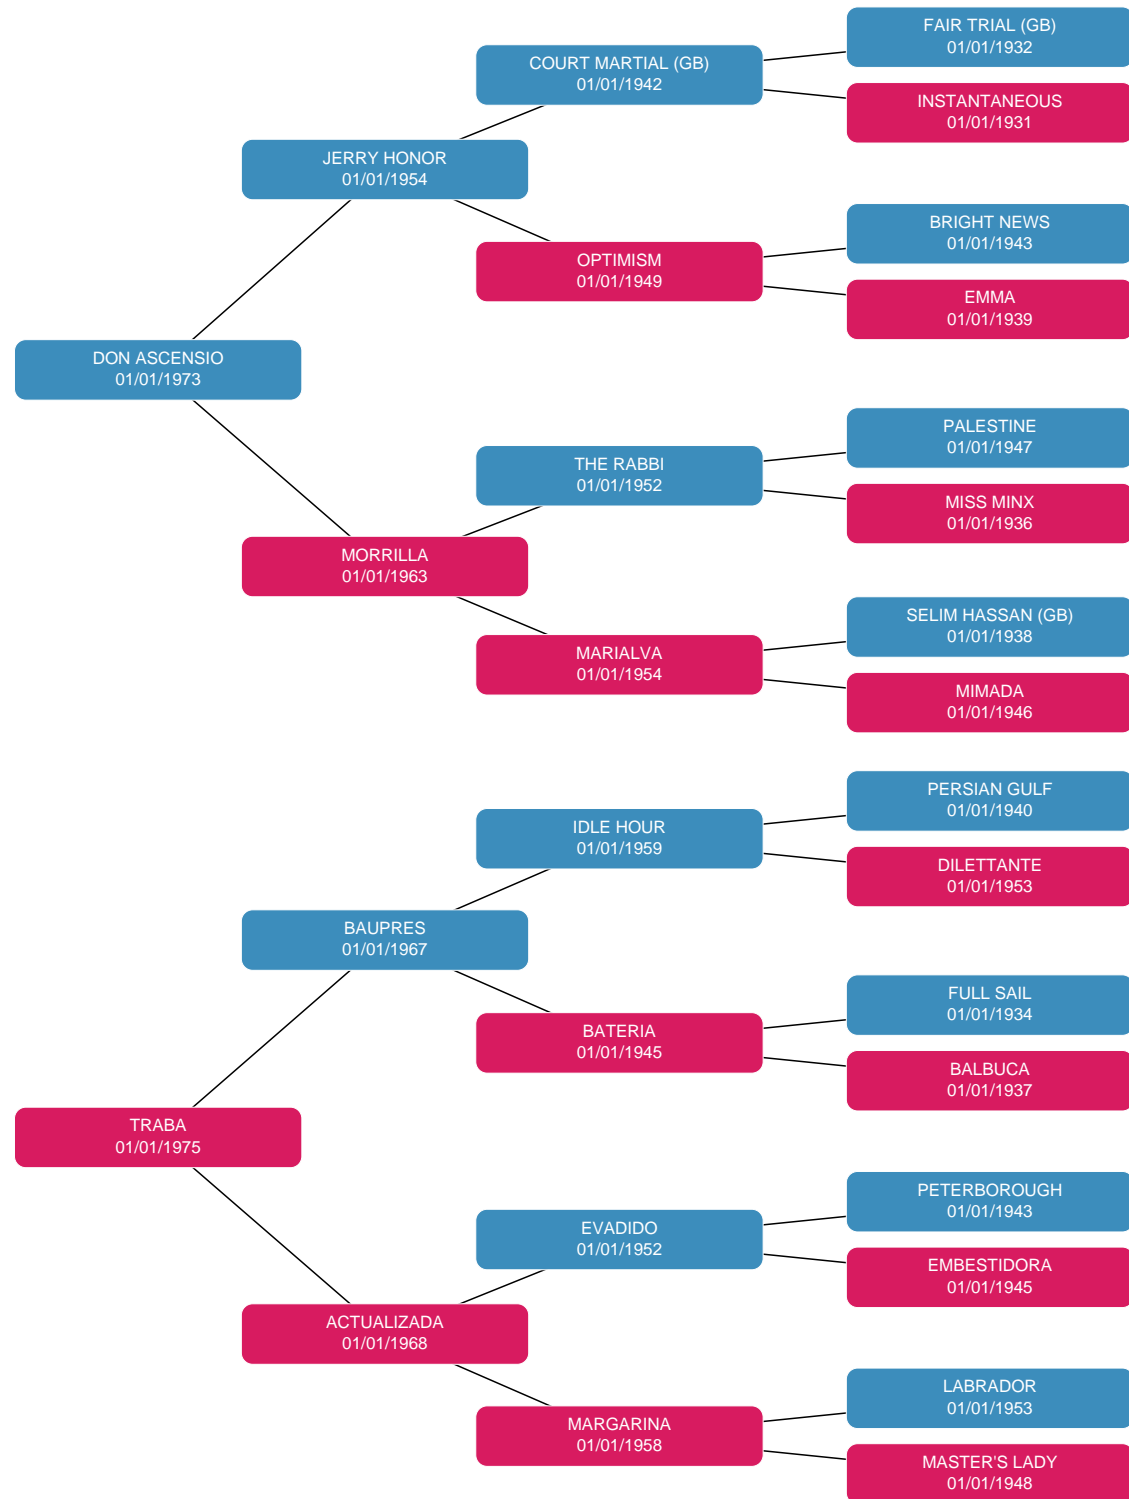 FAIR TRIAL (GB)
01/01/1932
COURT MARTIAL (GB)
01/01/1942
INSTANTANEOUS
01/01/1931
JERRY HONOR
01/01/1954
BRIGHT NEWS
01/01/1943
OPTIMISM
01/01/1949
EMMA
01/01/1939
DON ASCENSIO
01/01/1973
PALESTINE
01/01/1947
THE RABBI
01/01/1952
MISS MINX
01/01/1936
MORRILLA
01/01/1963
SELIM HASSAN (GB)
01/01/1938
MARIALVA
01/01/1954
MIMADA
01/01/1946
PERSIAN GULF
01/01/1940
IDLE HOUR
01/01/1959
DILETTANTE
01/01/1953
BAUPRES
01/01/1967
FULL SAIL
01/01/1934
BATERIA
01/01/1945
BALBUCA
01/01/1937
TRABA
01/01/1975
PETERBOROUGH
01/01/1943
EVADIDO
01/01/1952
EMBESTIDORA
01/01/1945
ACTUALIZADA
01/01/1968
LABRADOR
01/01/1953
MARGARINA
01/01/1958
MASTER'S LADY
01/01/1948